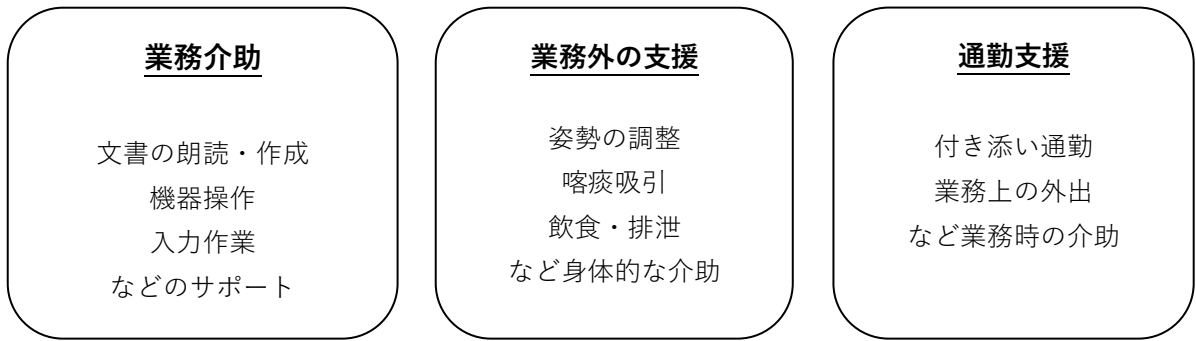 業務介助
文書の朗読・作成
機器操作
入力作業
などのサポート
業務外の支援
姿勢の調整
喀痰吸引
飲食・排泄
など身体的な介助
通勤支援
付き添い通勤
業務上の外出
など業務時の介助